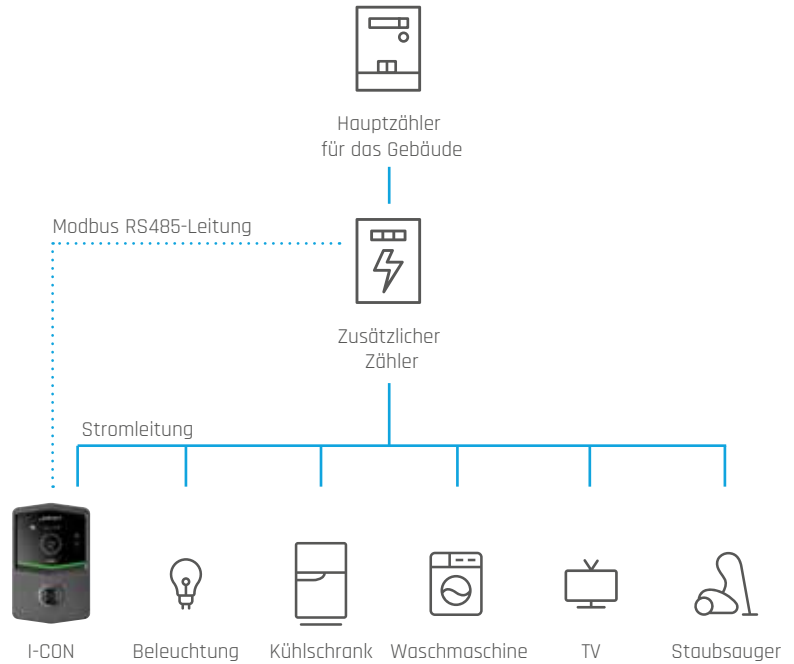 Hauptzähler
für das Gebäude
Modbus RS485-Leitung
Zusätzlicher
Zähler
Stromleitung
I-CON
Beleuchtung
Kühlschrank
Waschmaschine
TV
Staubsauger